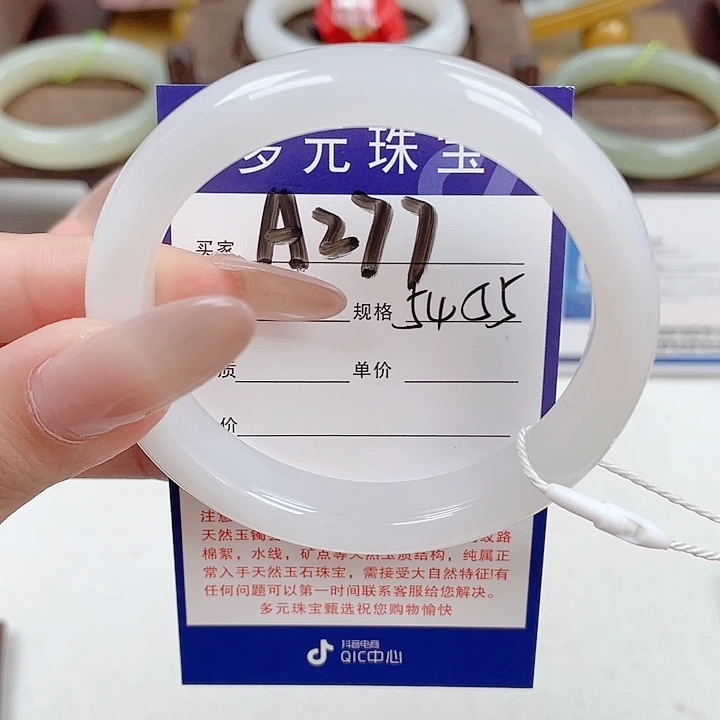 多元珠宝
买家 A277
规格 5405
质 单价
价
注意
天然玉镯
棉絮，水线，矿点等天然玉质结构，纯属正
常入手天然玉石珠宝，需接受大自然特征!有
任何问题可以第一时间联系客服给您解决。
多元珠宝甄选祝您购物愉快
抖音电商
QIC中心